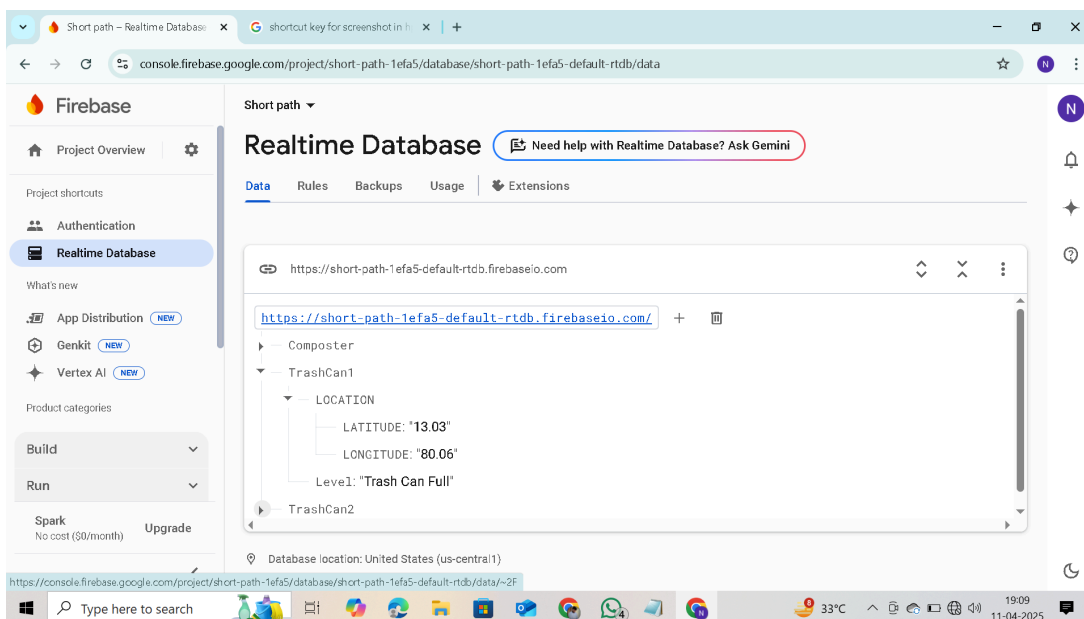 Short path – Realtime Database
shortcut key for screenshot in h
console.firebase.google.com/project/short-path-1efa5/database/short-path-1efa5-default-rtdb/data
N
Firebase
Project Overview
Project shortcuts
Authentication
Realtime Database
What's new
App Distribution NEW
Genkit NEW
Vertex AI NEW
Product categories
Build
Run
Spark
No cost ($0/month)
Upgrade
Short path
Realtime Database
Need help with Realtime Database? Ask Gemini
Data Rules Backups Usage Extensions
N
https://short-path-1efa5-default-rtdb.firebaseio.com
https://short-path-1efa5-default-rtdb.firebaseio.com/
Composter
TrashCan1
LOCATION
LATITUDE: "13.03"
LONGITUDE: "80.06"
Level: "Trash Can Full"
TrashCan2
Database location: United States (us-central1)
https://console.firebase.google.com/project/short-path-1efa5/database/short-path-1efa5-default-rtdb/data/~2F
Type here to search
4
N
8
33°C
19:09
11-04-2025